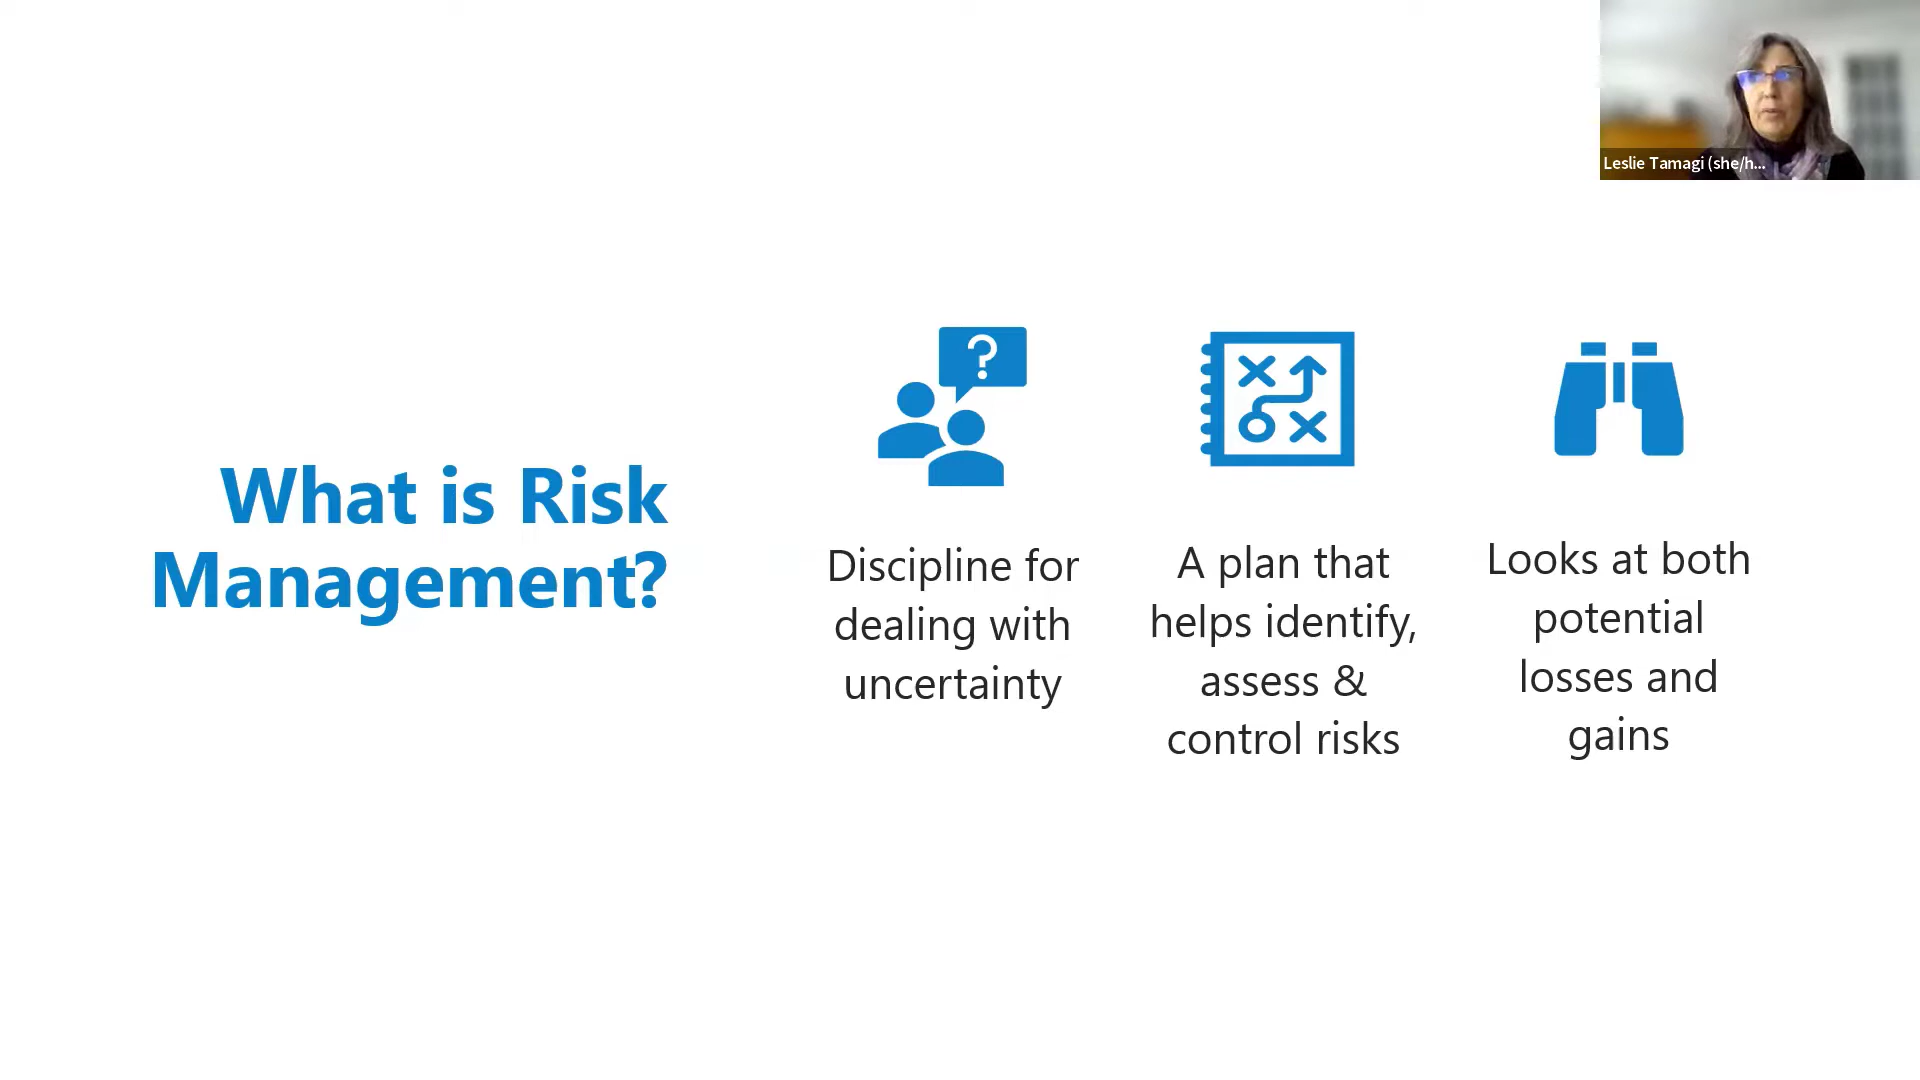 Leslie Tamagi (she/h...
?
What is Risk
Management?
Discipline for
dealing with
uncertainty
A plan that
helps identify,
assess &
control risks
Looks at both
potential
losses and
gains